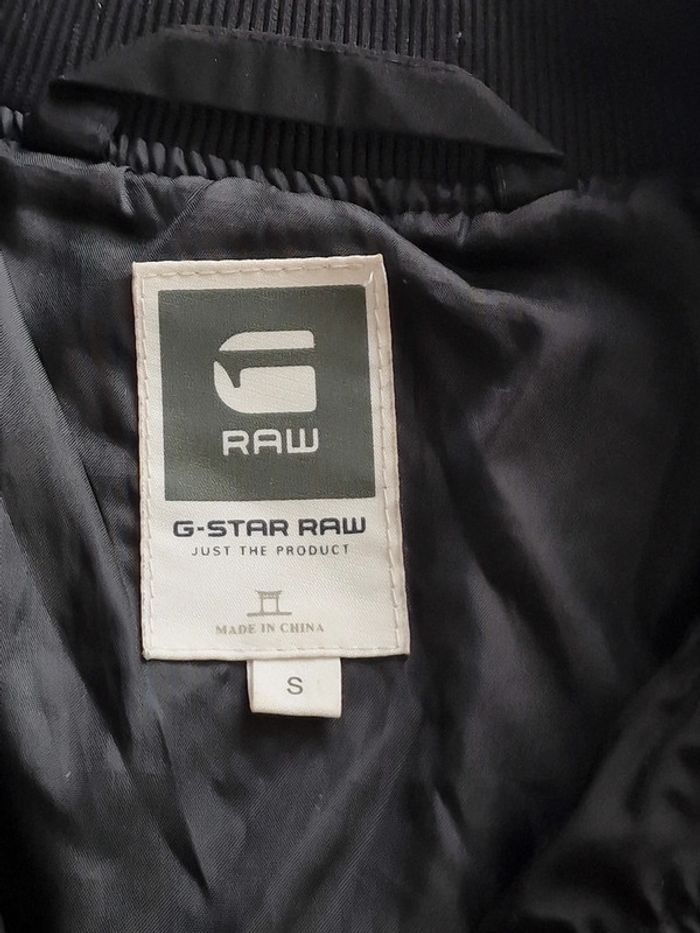 RAW
G-STAR RAW
JUST THE PRODUCT
MADE IN CHINA
S